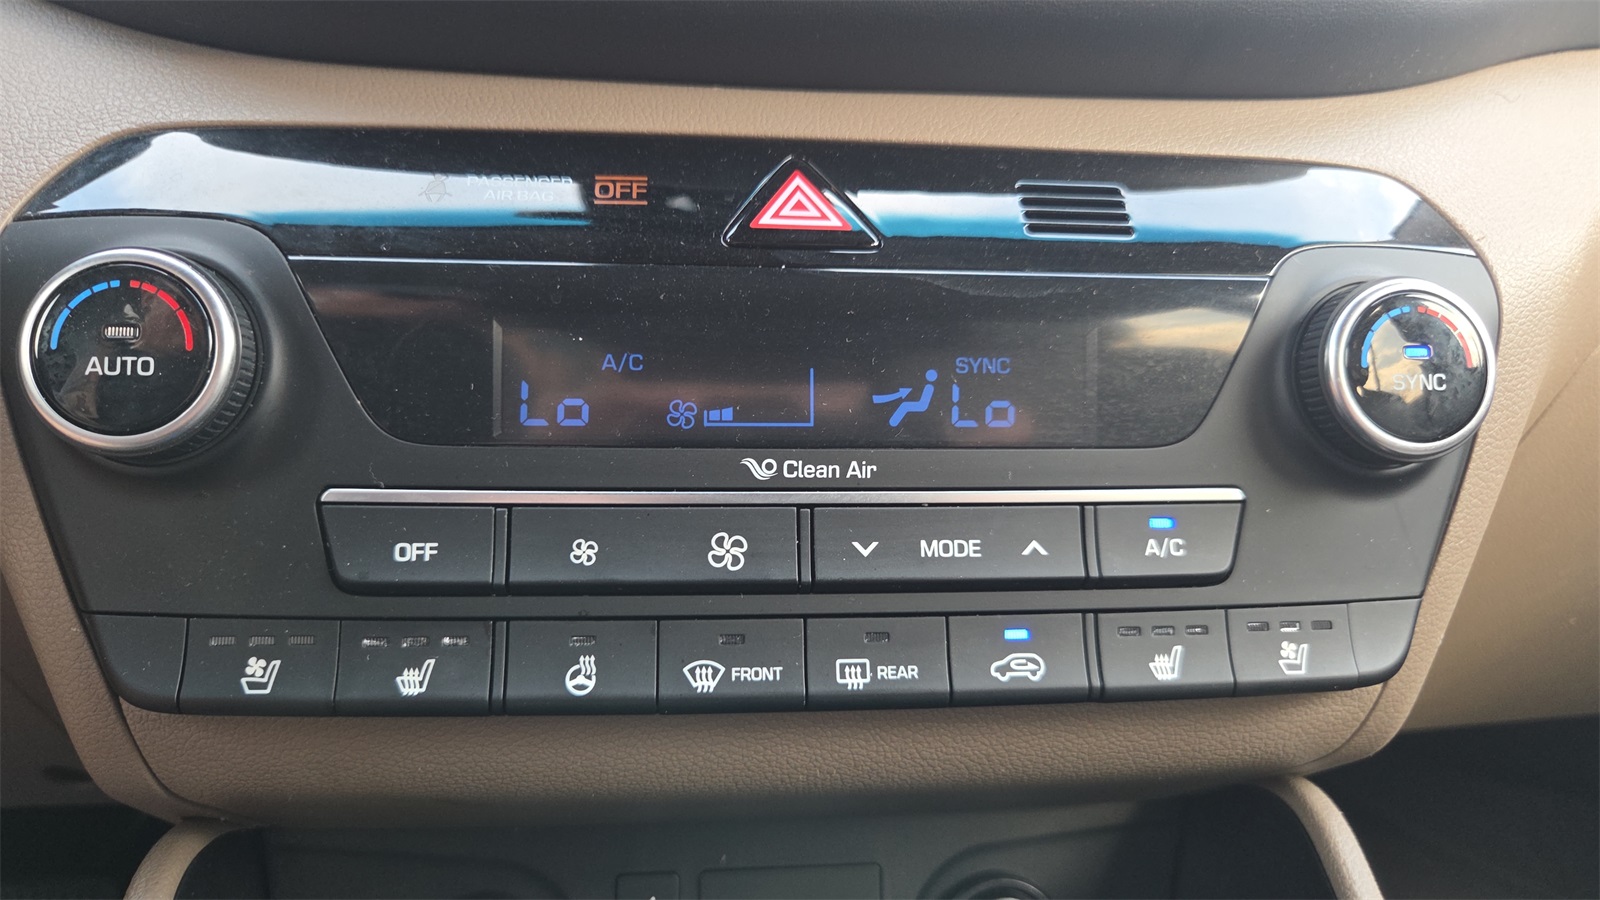 PASSENGER
AIR BAG
OFF
A/C
SYNC
Lo
Lo
AUTO
SYNC
Clean Air
OFF
MODE
A/C
FRONT
REAR